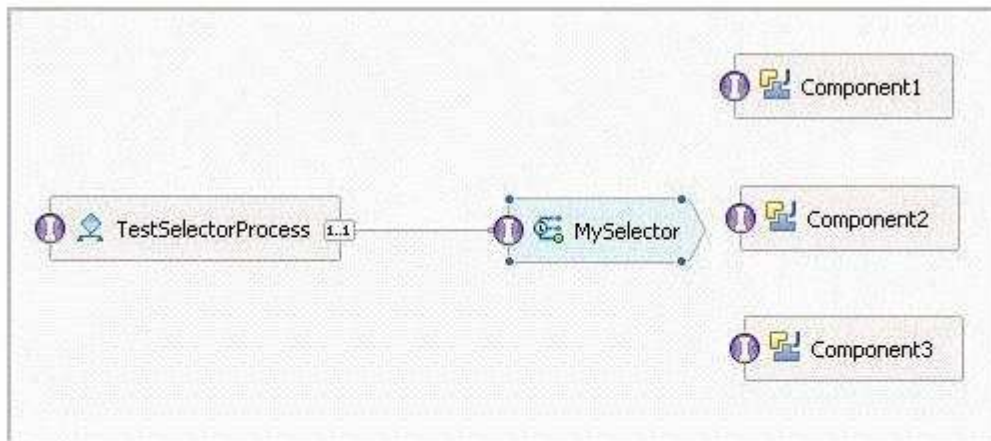 Component1
TestSelectorProcess 1..1
MySelector
Component2
Component3